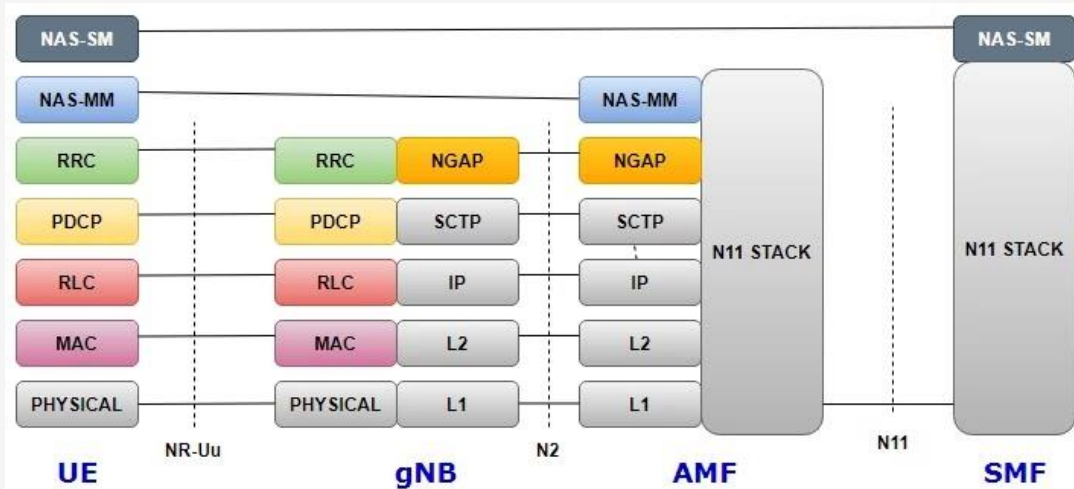 NAS-SM NAS-SM
NAS-MM NAS-MM
RRC RRC NGAP NGAP
PDCP PDCP SCTP SCTP
N11 STACK N11 STACK
RLC RLC IP IP
MAC MAC L2 L2
PHYSICAL PHYSICAL L1 L1
NR-Uu N2 N11
UE gNB AMF SMF